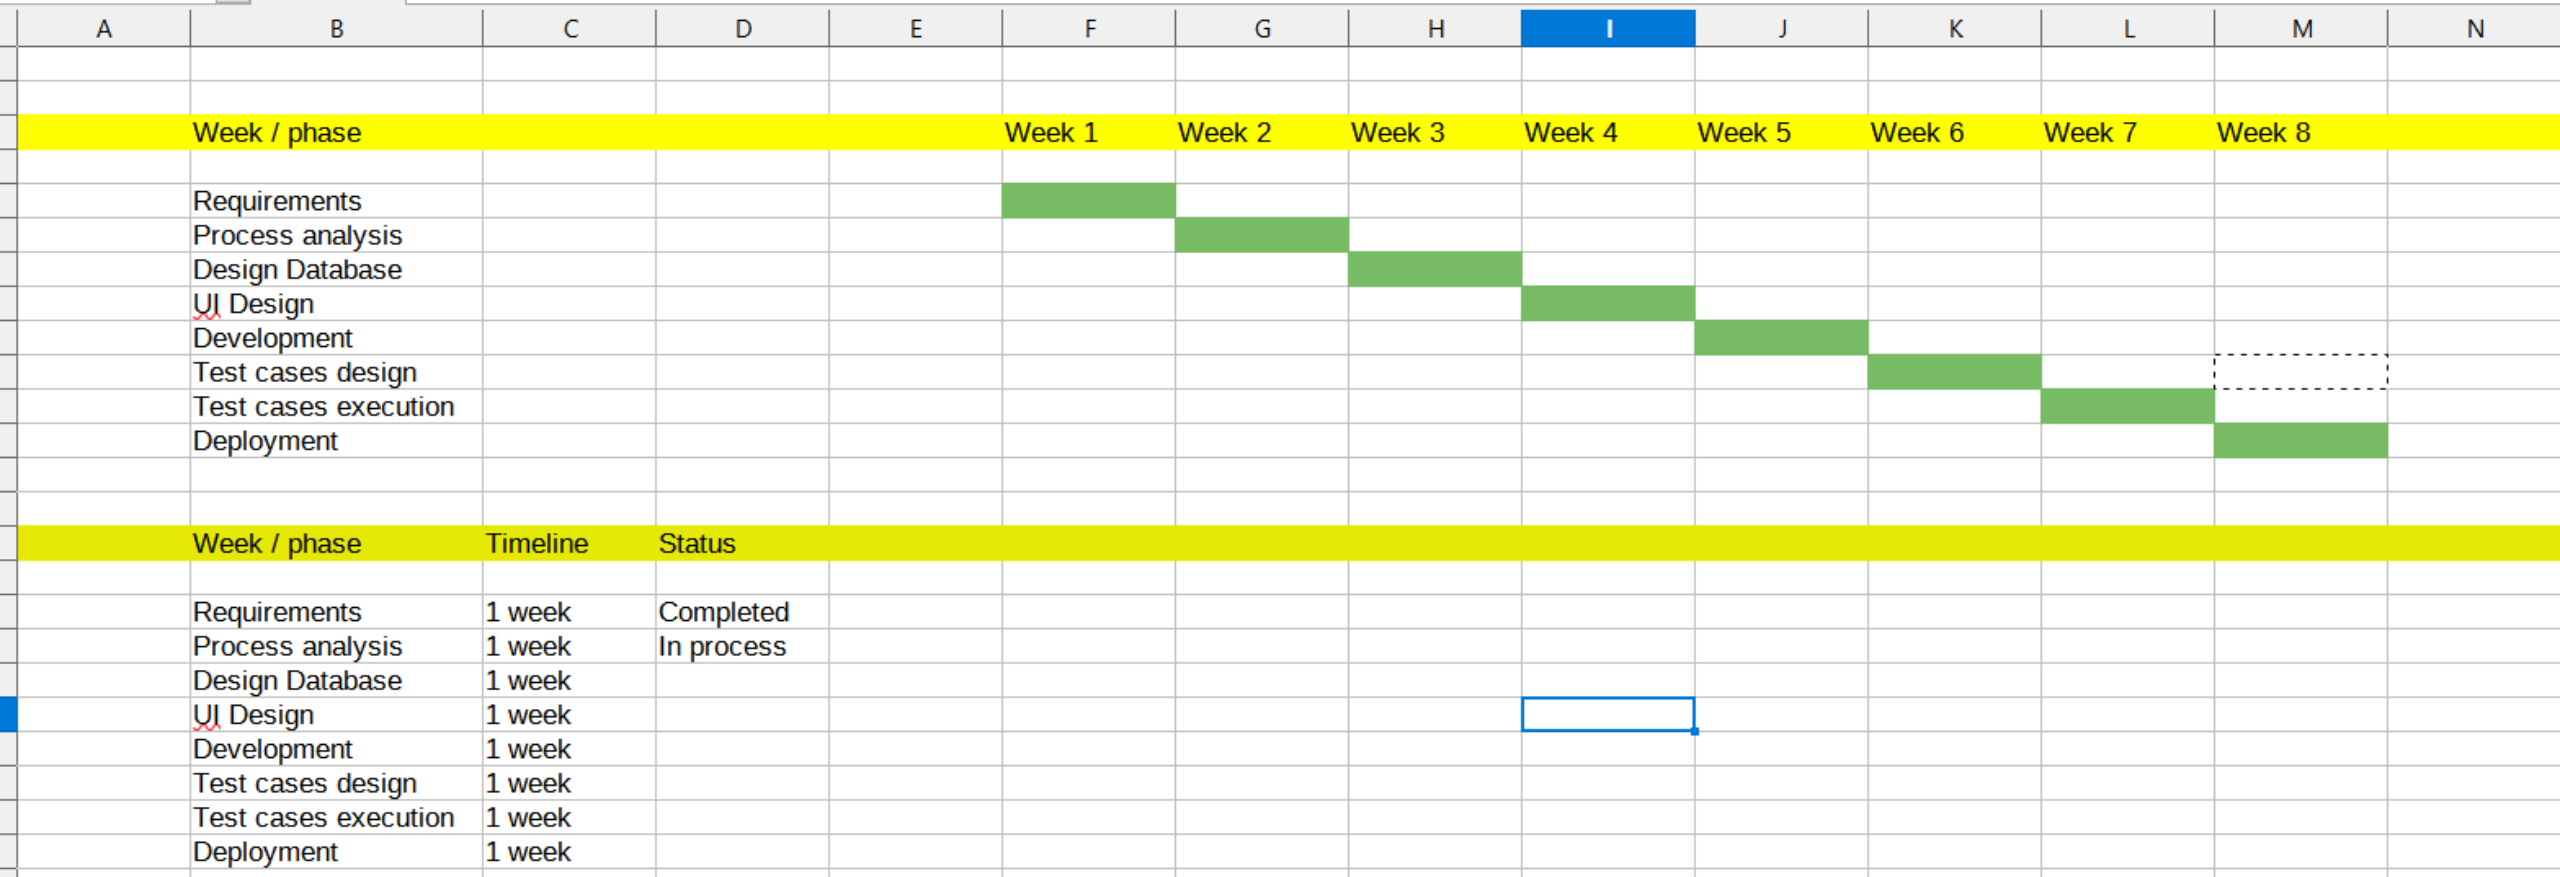 A B C D E F G H I J K L M N
Week / phase Week 1 Week 2 Week 3 Week 4 Week 5 Week 6 Week 7 Week 8
Requirements
Process analysis
Design Database
UI Design
Development
Test cases design
Test cases execution
Deployment
Week / phase Timeline Status
Requirements 1 week Completed
Process analysis 1 week In process
Design Database 1 week
UI Design 1 week
Development 1 week
Test cases design 1 week
Test cases execution 1 week
Deployment 1 week